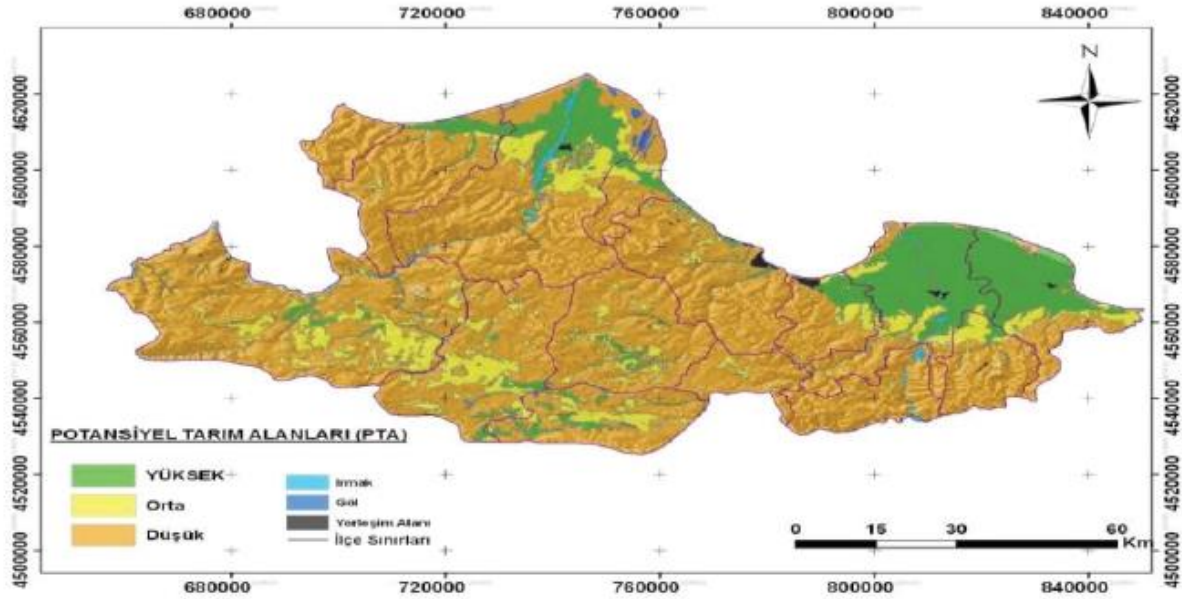 680000 720000 760000 800000 840000
N
4620000 4620000
4600000 4600000
4580000 4580000
4560000 4560000
4540000 4540000
4520000 4520000
4500000 4500000
POTANSİYEL TARIM ALANLARI (PTA)
YÜKSEK
Orta
Düşük
Irmak
Göl
Yerleşim Alanı
İlçe Sınırları
0 15 30 60
Km
680000 720000 760000 800000 840000